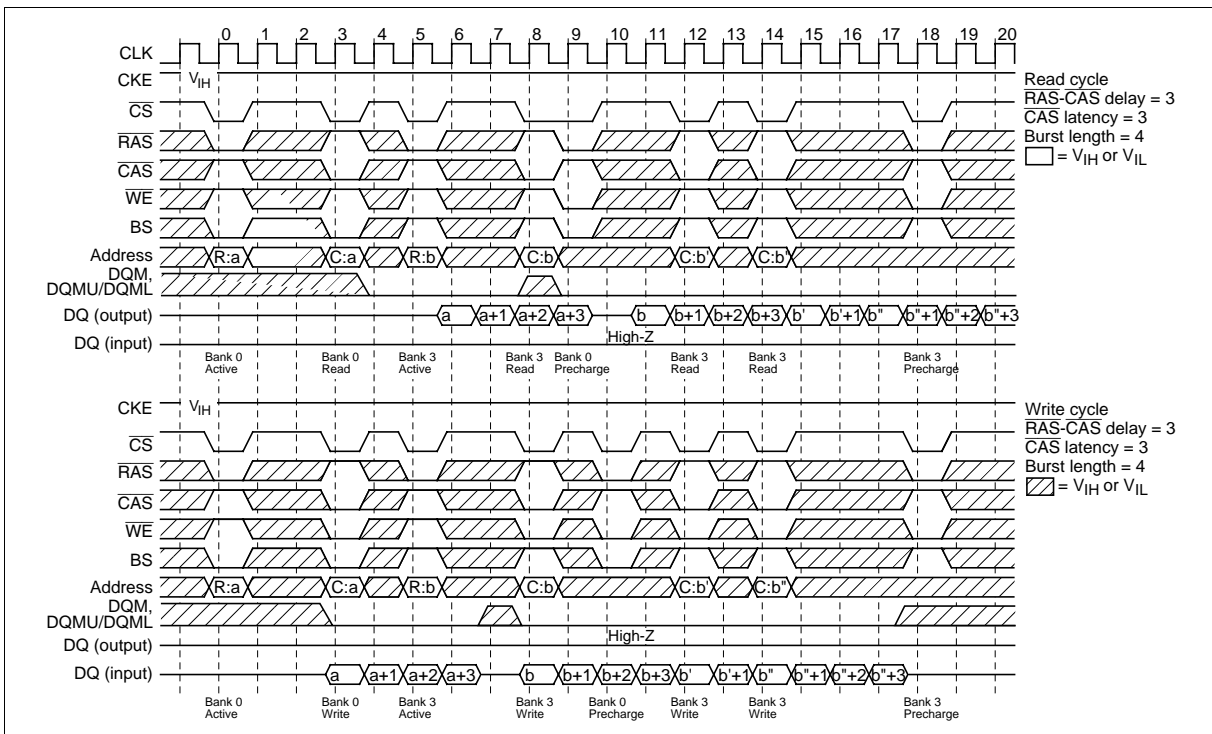 0 1 2 3 4 5 6 7 8 9 10 11 12 13 14 15 16 17 18 19 20
CLK
CKE VIH
CS
RAS
CAS
WE
BS
Address R:a C:a R:b C:b C:b' C:b'
DQM,
DQMU/DQML
DQ (output) a a+1 a+2 a+3 b b+1 b+2 b+3 b' b'+1 b" b"+1 b"+2 b"+3
High-Z
DQ (input)
Bank 0 Bank 0 Bank 3 Bank 3 Bank 0 Bank 3 Bank 3 Bank 3
Active Read Active Read Precharge Read Read Precharge
Read cycle
RAS-CAS delay = 3
CAS latency = 3
Burst length = 4
= VIH or VIL
CKE VIH
CS
RAS
CAS
WE
BS
Address R:a C:a R:b C:b C:b' C:b"
DQM,
DQMU/DQML
High-Z
DQ (output)
DQ (input) a a+1 a+2 a+3 b b+1 b+2 b+3 b' b'+1 b" b"+1 b"+2 b"+3
Bank 0 Bank 0 Bank 3 Bank 3 Bank 0 Bank 3 Bank 3 Bank 3
Active Write Active Write Precharge Write Write Precharge
Write cycle
RAS-CAS delay = 3
CAS latency = 3
Burst length = 4
= VIH or VIL